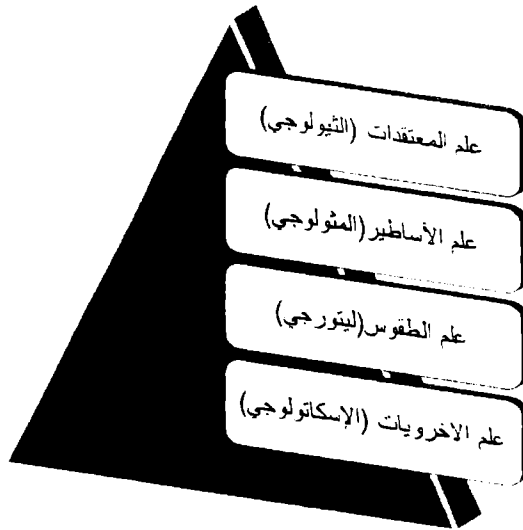 علم المعتقدات (الثيولوجي)
علم الأساطير(المثولوجي)
علم الطقوس(ليتورجي)
علم الاخرويات (الإسكاتولوجي)